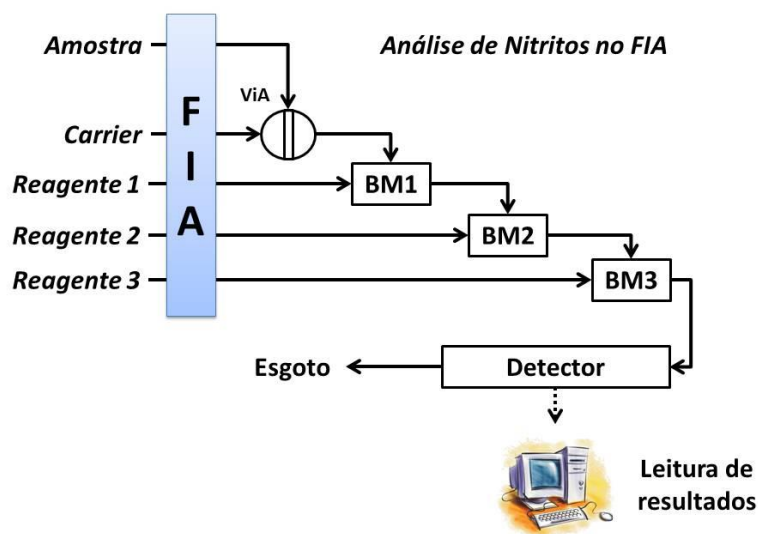 Amostra
Análise de Nitritos no FIA
ViA
Carrier
F
I
A
Reagente 1
BM1
Reagente 2
BM2
Reagente 3
BM3
Esgoto
Detector
Leitura de
resultados